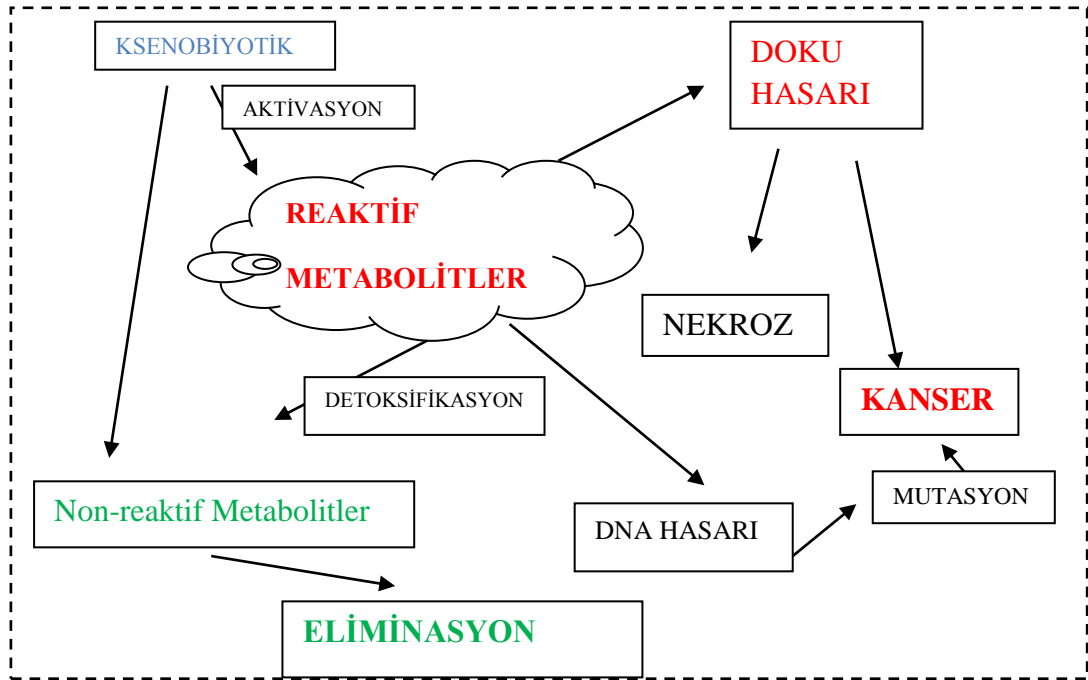 KSENOBİYOTİK
DOKU
HASARI
AKTİVASYON
REAKTİF
METABOLİTLER
NEKROZ
DETOKSİFİKASYON
KANSER
Non-reaktif Metabolitler
MUTASYON
DNA HASARI
ELİMİNASYON